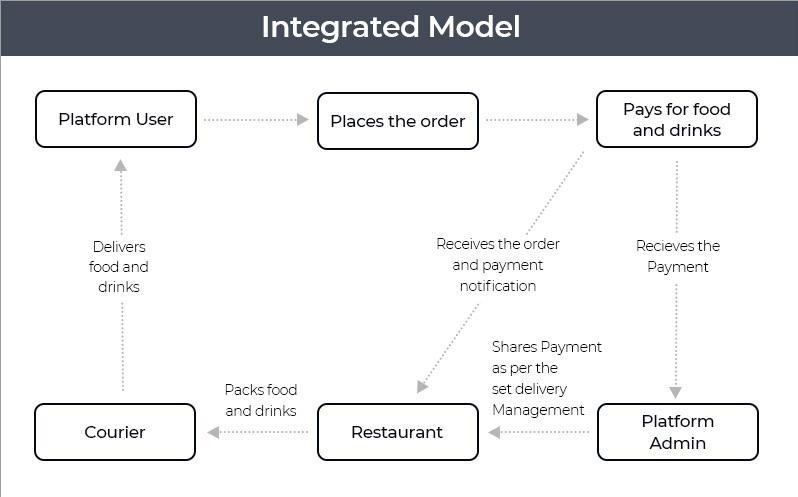 Integrated Model
Platform User
Places the order
Pays for food
and drinks
Delivers
food and
drinks
Receives the order
and payment
notification
Recieves the
Payment
Shares Payment
as per the
set delivery
Management
Packs food
and drinks
Courier
Restaurant
Platform
Admin